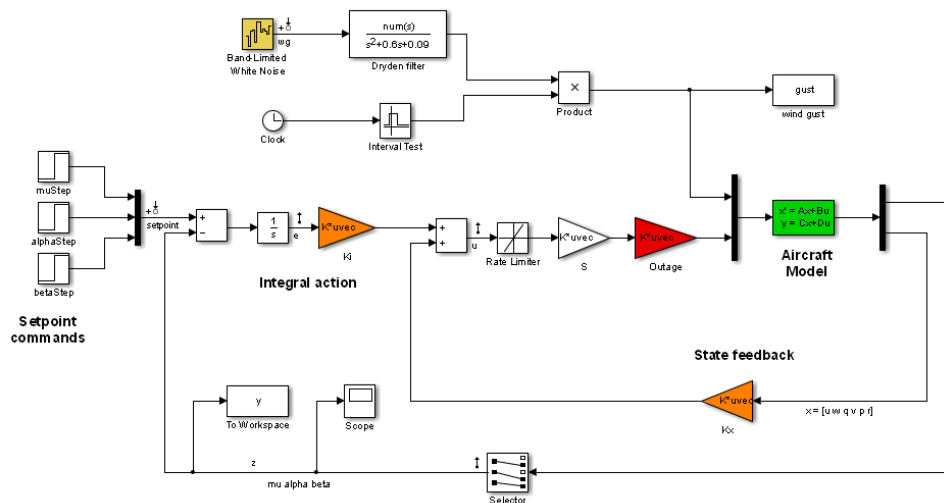 wg
Band-Limited
White Noise
num(s)
s²+0.6s+0.09
Dryden filter
Clock
Interval Test
×
Product
gust
wind gust
muStep
alphaStep
betaStep
Setpoint
commands
setpoint
+
−
1
s
e
K*uvec
Ki
Integral action
+
+
u
Rate Limiter
K*uvec
S
K*uvec
Outage
x' = Ax+Bu
y = Cx+Du
Aircraft
Model
State feedback
K*uvec
Kx
x = [u w q v p r]
y
To Workspace
Scope
z
mu alpha beta
Selector